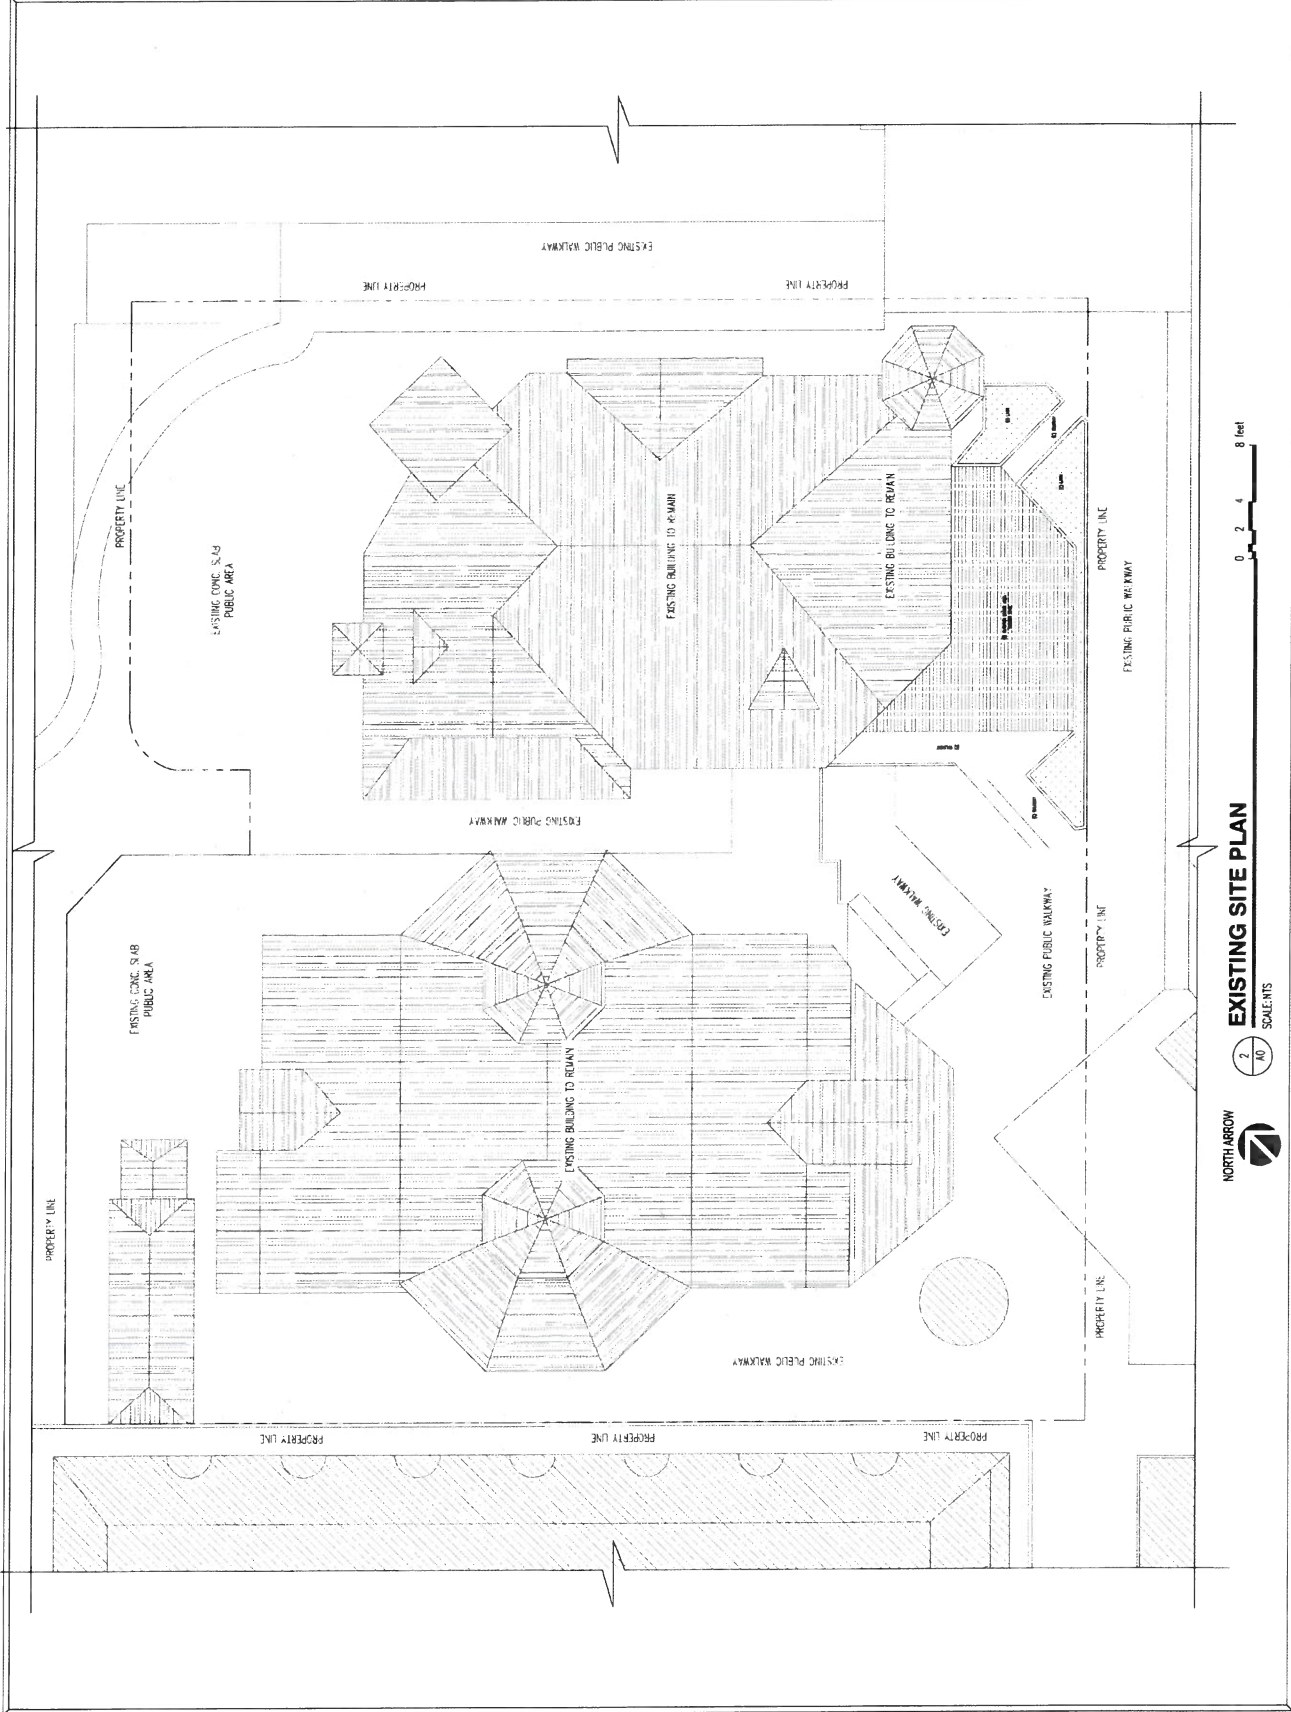 PROPERTY LINE
PROPERTY LINE
EXISTING CONC. SLAB
PUBLIC AREA
EXISTING CONC. SLAB
PUBLIC AREA
PROPERTY LINE
PROPERTY LINE
EXISTING PUBLIC WALKWAY
EXISTING BUILDING TO REMAIN
EXISTING PUBLIC WALKWAY
PROPERTY LINE
EXISTING BUILDING TO REMAIN
EXISTING PUBLIC WALKWAY
PROPERTY LINE
EXISTING BUILDING TO REMAIN
EXISTING WALKWAY
PROPERTY LINE
EXISTING PUBLIC WALKWAY
PROPERTY LINE
PROPERTY LINE
PROPERTY LINE
EXISTING PUBLIC WALKWAY
NORTH ARROW
2
A0
EXISTING SITE PLAN
SCALE:NTS
0 2 4 8 feet